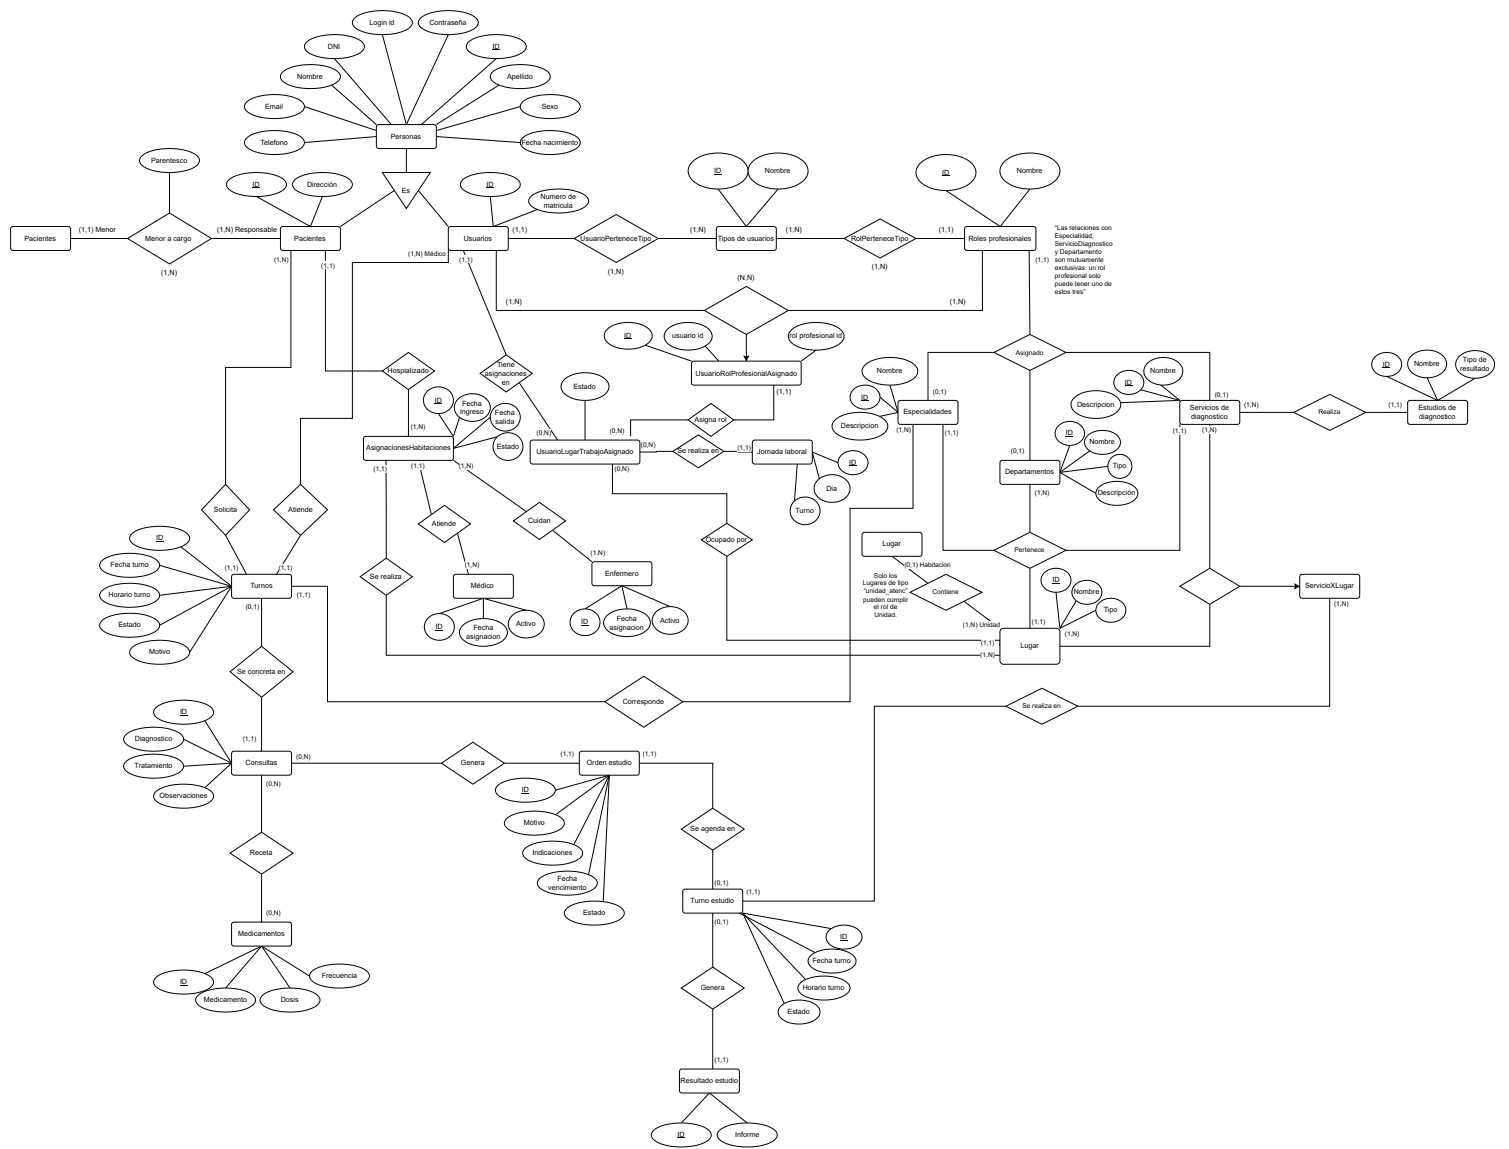 Login id
Contraseña
DNI
ID
Nombre
Apellido
Email
Sexo
Personas
Telefono
Fecha nacimiento
Parentesco
ID
Dirección
Es
ID
Numero de
matricula
ID
Nombre
ID
Nombre
Pacientes
(1,1) Menor
Menor a cargo
(1,N) Responsable
Pacientes
(1,N)
Usuarios
(1,1)
UsuarioPerteneceTipo
(1,N)
(1,N)
Tipos de usuarios
(1,N)
RolPerteneceTipo
(1,N)
(1,1)
Roles profesionales
"Las relaciones con
Especialidad,
ServicioDiagnostico
y Departamento
son mutuamente
exclusivas: un rol
profesional solo
puede tener uno de
estos tres"
(1,N)
(1,1)
(1,N) Médico
(1,1)
(1,1)
(N,N)
(1,N)
(1,N)
ID
usuario id
rol profesional id
UsuarioRolProfesionalAsignado
(1,1)
Asignado
Hospializado
Tiene
asignaciones
en
Estado
Nombre
ID
Descripcion
Especialidades
(0,1)
(1,N)
(1,1)
Nombre
ID
Descripcion
Servicios de
diagnostico
(0,1)
(1,N)
(1,1)
(1,N)
Realiza
(1,1)
Estudios de
diagnostico
ID
Nombre
Tipo de
resultado
ID
Fecha
ingreso
Fecha
salida
Estado
(1,N)
AsignacionesHabitaciones
(1,1)
(1,1)
(1,N)
Asigna rol
(0,N)
(0,N)
UsuarioLugarTrabajoAsignado
(0,N)
(0,N)
Se realiza en
(1,1)
Jornada laboral
ID
Dia
Turno
(0,1)
Departamentos
(1,N)
ID
Nombre
Tipo
Descripción
Solicita
Atiende
Atiende
Cuidan
Ocupado por
Lugar
(0,1) Habitacion
Solo los
Lugares de tipo
"unidad_atenc"
pueden cumplir
el rol de
Unidad.
Contiene
(1,N) Unidad
Pertenece
ID
Nombre
Tipo
(1,1)
(1,N)
Lugar
(1,1)
(1,N)
ServicioXLugar
(1,N)
ID
Fecha turno
Horario turno
Estado
Motivo
(1,1)
(1,1)
Turnos
(0,1)
(1,1)
Se realiza
(1,N)
Médico
ID
Fecha
asignacion
Activo
(1,N)
Enfermero
ID
Fecha
asignacion
Activo
Se concreta en
Corresponde
Se realiza en
ID
Diagnostico
Tratamiento
Observaciones
(1,1)
Consultas
(0,N)
(0,N)
Genera
(1,1)
Orden estudio
(1,1)
ID
Motivo
Indicaciones
Fecha
vencimiento
Estado
Se agenda en
Receta
(0,N)
Medicamentos
ID
Medicamento
Dosis
Frecuencia
(0,1)
Turno estudio
(1,1)
(0,1)
ID
Fecha turno
Horario turno
Estado
Genera
(1,1)
Resultado estudio
ID
Informe